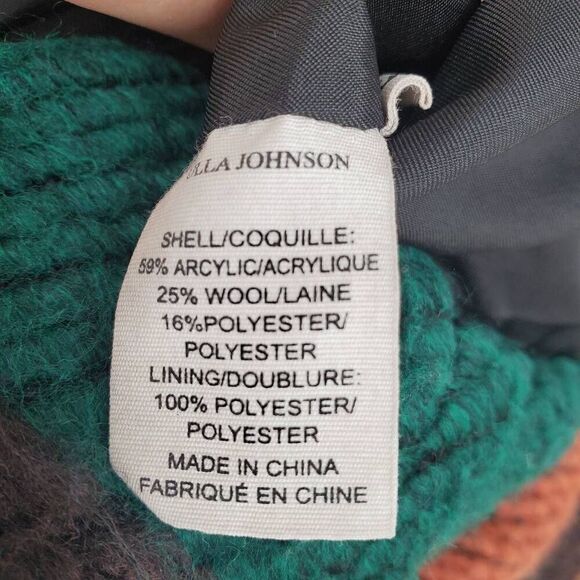 ULLA JOHNSON
SHELL/COQUILLE:
59% ARCYLIC/ACRYLIQUE
25% WOOL/LAINE
16%POLYESTER/
POLYESTER
LINING/DOUBLURE:
100% POLYESTER/
POLYESTER
MADE IN CHINA
FABRIQUÉ EN CHINE